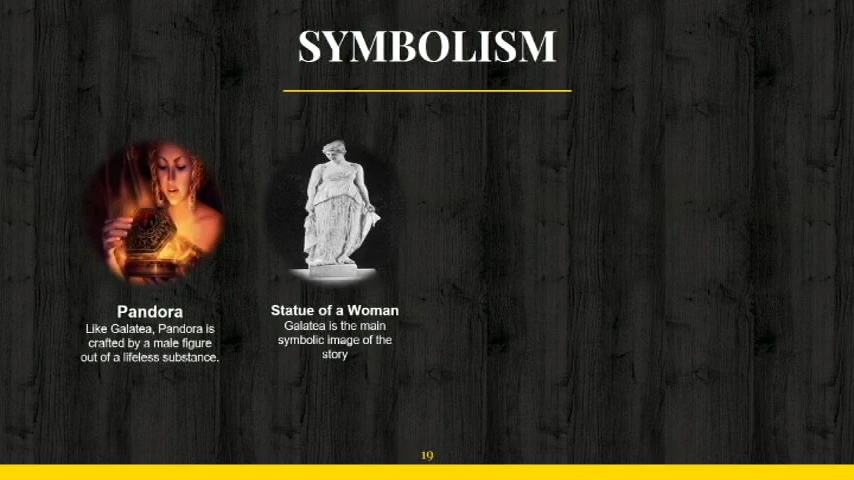 SYMBOLISM
Pandora
Like Galatea, Pandora is
crafted by a male figure
out of a lifeless substance.
Statue of a Woman
Galatea is the main
symbolic image of the
story
19